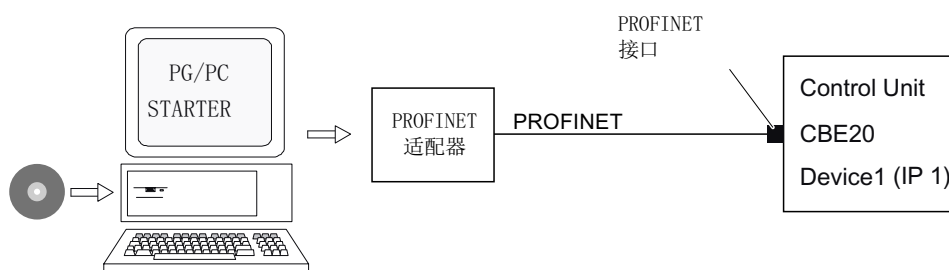 PG/PC
STARTER
PROFINET
适配器
PROFINET
PROFINET
接口
Control Unit
CBE20
Device1 (IP 1)